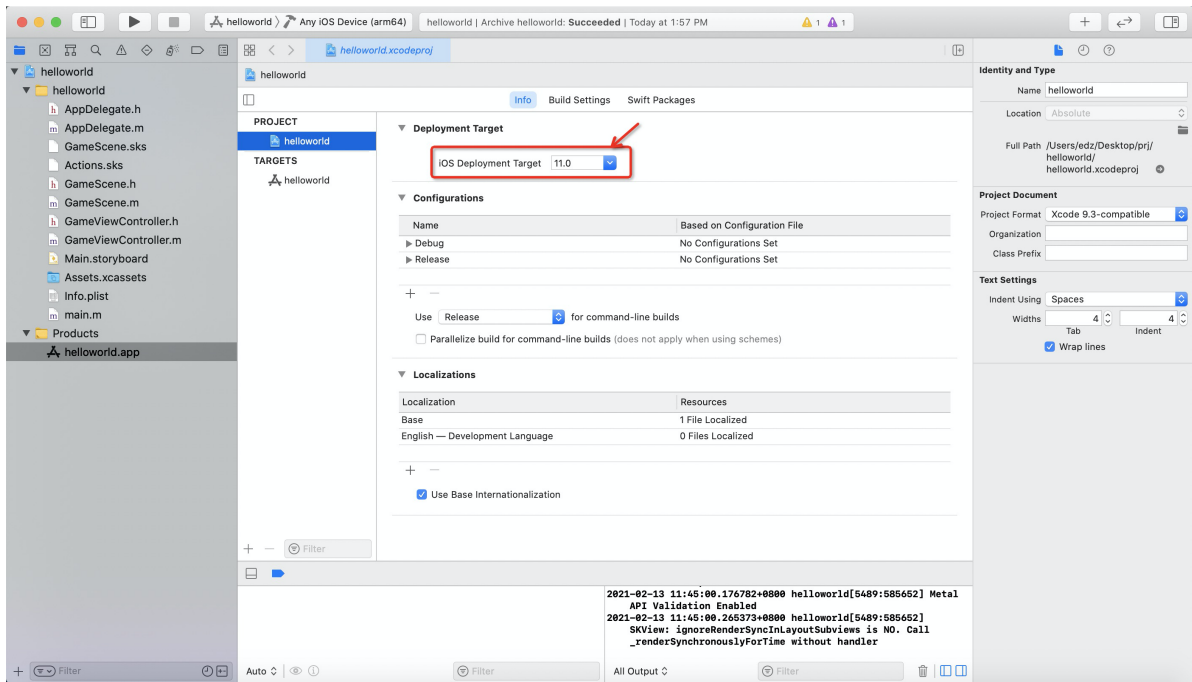 helloworld 〉 Any iOS Device (arm64)
helloworld | Archive helloworld: Succeeded | Today at 1:57 PM
1
1
helloworld
helloworld
AppDelegate.h
AppDelegate.m
GameScene.sks
Actions.sks
GameScene.h
GameScene.m
GameViewController.h
GameViewController.m
Main.storyboard
Assets.xcassets
Info.plist
main.m
Products
helloworld.app
Filter
helloworld.xcodeproj
helloworld
Info
Build Settings
Swift Packages
PROJECT
helloworld
TARGETS
helloworld
Filter
Deployment Target
iOS Deployment Target 11.0
Configurations
Name Based on Configuration File
Debug No Configurations Set
Release No Configurations Set
Use Release for command-line builds
Parallelize build for command-line builds (does not apply when using schemes)
Localizations
Localization Resources
Base 1 File Localized
English — Development Language 0 Files Localized
Use Base Internationalization
2021-02-13 11:45:00.176782+0800 helloworld[5489:585652] Metal
API Validation Enabled
2021-02-13 11:45:00.265373+0800 helloworld[5489:585652]
SKView: ignoreRenderSyncInLayoutSubviews is NO. Call
_renderSynchronouslyForTime without handler
Auto
Filter
All Output
Filter
Identity and Type
Name helloworld
Location Absolute
Full Path /Users/edz/Desktop/prj/
helloworld/
helloworld.xcodeproj
Project Document
Project Format Xcode 9.3-compatible
Organization
Class Prefix
Text Settings
Indent Using Spaces
Widths 4 4
Tab Indent
Wrap lines